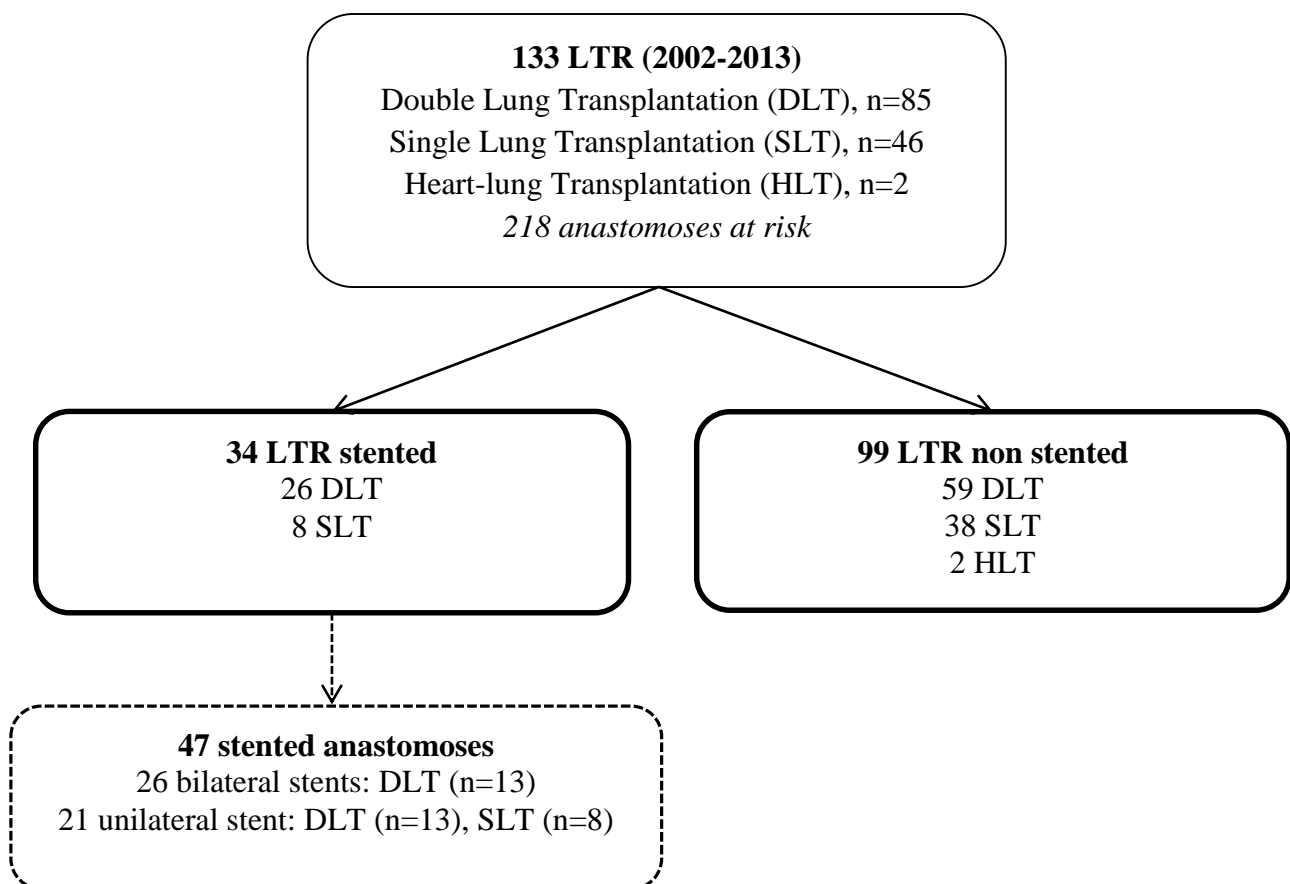 133 LTR (2002-2013)
Double Lung Transplantation (DLT), n=85
Single Lung Transplantation (SLT), n=46
Heart-lung Transplantation (HLT), n=2
218 anastomoses at risk
34 LTR stented
26 DLT
8 SLT
99 LTR non stented
59 DLT
38 SLT
2 HLT
47 stented anastomoses
26 bilateral stents: DLT (n=13)
21 unilateral stent: DLT (n=13), SLT (n=8)